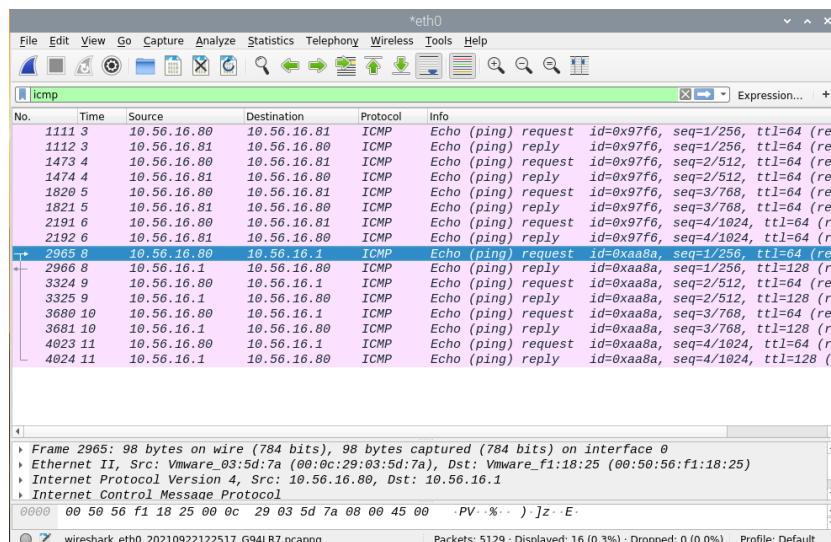 *eth0
File Edit View Go Capture Analyze Statistics Telephony Wireless Tools Help
icmp Expression... +
No. Time Source Destination Protocol Info
1111 3 10.56.16.80 10.56.16.81 ICMP Echo (ping) request id=0x97f6, seq=1/256, ttl=64 (re
1112 3 10.56.16.81 10.56.16.80 ICMP Echo (ping) reply id=0x97f6, seq=1/256, ttl=64 (re
1473 4 10.56.16.80 10.56.16.81 ICMP Echo (ping) request id=0x97f6, seq=2/512, ttl=64 (re
1474 4 10.56.16.81 10.56.16.80 ICMP Echo (ping) reply id=0x97f6, seq=2/512, ttl=64 (re
1820 5 10.56.16.80 10.56.16.81 ICMP Echo (ping) request id=0x97f6, seq=3/768, ttl=64 (re
1821 5 10.56.16.81 10.56.16.80 ICMP Echo (ping) reply id=0x97f6, seq=3/768, ttl=64 (re
2191 6 10.56.16.80 10.56.16.81 ICMP Echo (ping) request id=0x97f6, seq=4/1024, ttl=64 (r
2192 6 10.56.16.81 10.56.16.80 ICMP Echo (ping) reply id=0x97f6, seq=4/1024, ttl=64 (r
2965 8 10.56.16.80 10.56.16.1 ICMP Echo (ping) request id=0xaa8a, seq=1/256, ttl=64 (re
2966 8 10.56.16.1 10.56.16.80 ICMP Echo (ping) reply id=0xaa8a, seq=1/256, ttl=128 (r
3324 9 10.56.16.80 10.56.16.1 ICMP Echo (ping) request id=0xaa8a, seq=2/512, ttl=64 (re
3325 9 10.56.16.1 10.56.16.80 ICMP Echo (ping) reply id=0xaa8a, seq=2/512, ttl=128 (r
3680 10 10.56.16.80 10.56.16.1 ICMP Echo (ping) request id=0xaa8a, seq=3/768, ttl=64 (re
3681 10 10.56.16.1 10.56.16.80 ICMP Echo (ping) reply id=0xaa8a, seq=3/768, ttl=128 (r
4023 11 10.56.16.80 10.56.16.1 ICMP Echo (ping) request id=0xaa8a, seq=4/1024, ttl=64 (r
4024 11 10.56.16.1 10.56.16.80 ICMP Echo (ping) reply id=0xaa8a, seq=4/1024, ttl=128 (
Frame 2965: 98 bytes on wire (784 bits), 98 bytes captured (784 bits) on interface 0
Ethernet II, Src: Vmware_03:5d:7a (00:0c:29:03:5d:7a), Dst: Vmware_f1:18:25 (00:50:56:f1:18:25)
Internet Protocol Version 4, Src: 10.56.16.80, Dst: 10.56.16.1
Internet Control Message Protocol
0000 00 50 56 f1 18 25 00 0c 29 03 5d 7a 08 00 45 00 ·PV··%·· )·]z··E·
wireshark_eth0_20210922122517_G94LR7.pcapng Packets: 5129 · Displayed: 16 (0.3%) · Dropped: 0 (0.0%) Profile: Default